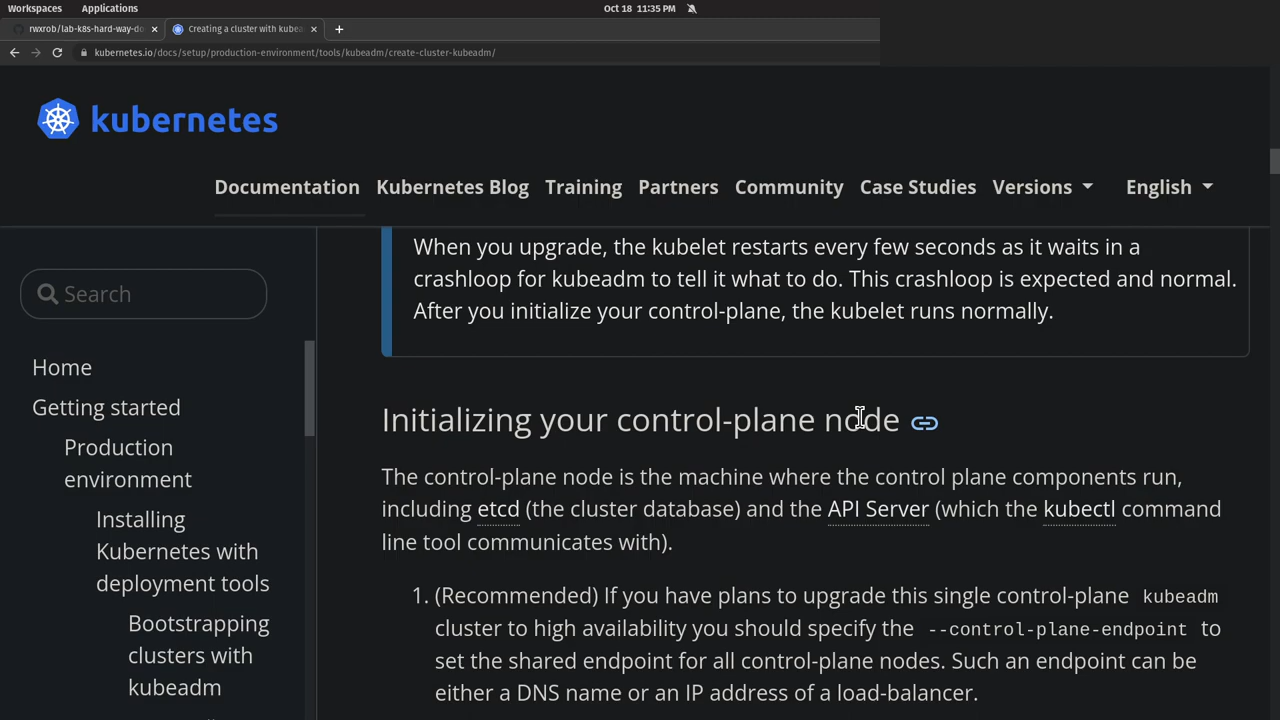 Workspaces Applications Oct 18 11:35 PM
rwxrob/lab-k8s-hard-way-do Creating a cluster with kubea
kubernetes.io/docs/setup/production-environment/tools/kubeadm/create-cluster-kubeadm/
kubernetes
Documentation Kubernetes Blog Training Partners Community Case Studies Versions English
Search
Home
Getting started
Production
environment
Installing
Kubernetes with
deployment tools
Bootstrapping
clusters with
kubeadm
When you upgrade, the kubelet restarts every few seconds as it waits in a
crashloop for kubeadm to tell it what to do. This crashloop is expected and normal.
After you initialize your control-plane, the kubelet runs normally.
Initializing your control-plane node
The control-plane node is the machine where the control plane components run,
including etcd (the cluster database) and the API Server (which the kubectl command
line tool communicates with).
1. (Recommended) If you have plans to upgrade this single control-plane kubeadm
cluster to high availability you should specify the --control-plane-endpoint to
set the shared endpoint for all control-plane nodes. Such an endpoint can be
either a DNS name or an IP address of a load-balancer.